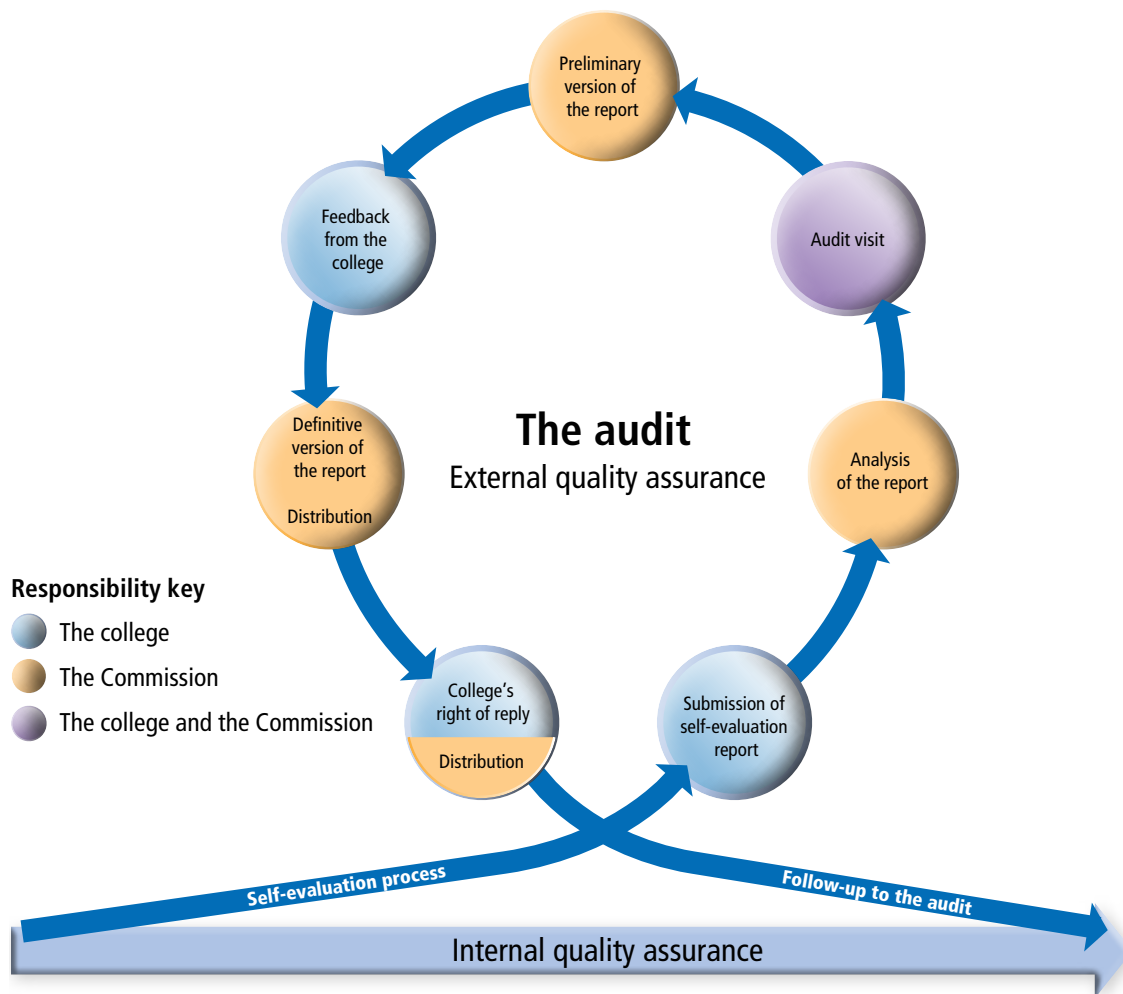 Preliminary
version of
the report
Feedback
from the
college
Audit visit
Definitive
version of
the report
Distribution
The audit
External quality assurance
Analysis
of the report
Responsibility key
The college
The Commission
The college and the Commission
College's
right of reply
Distribution
Submission of
self-evaluation
report
Self-evaluation process
Follow-up to the audit
Internal quality assurance